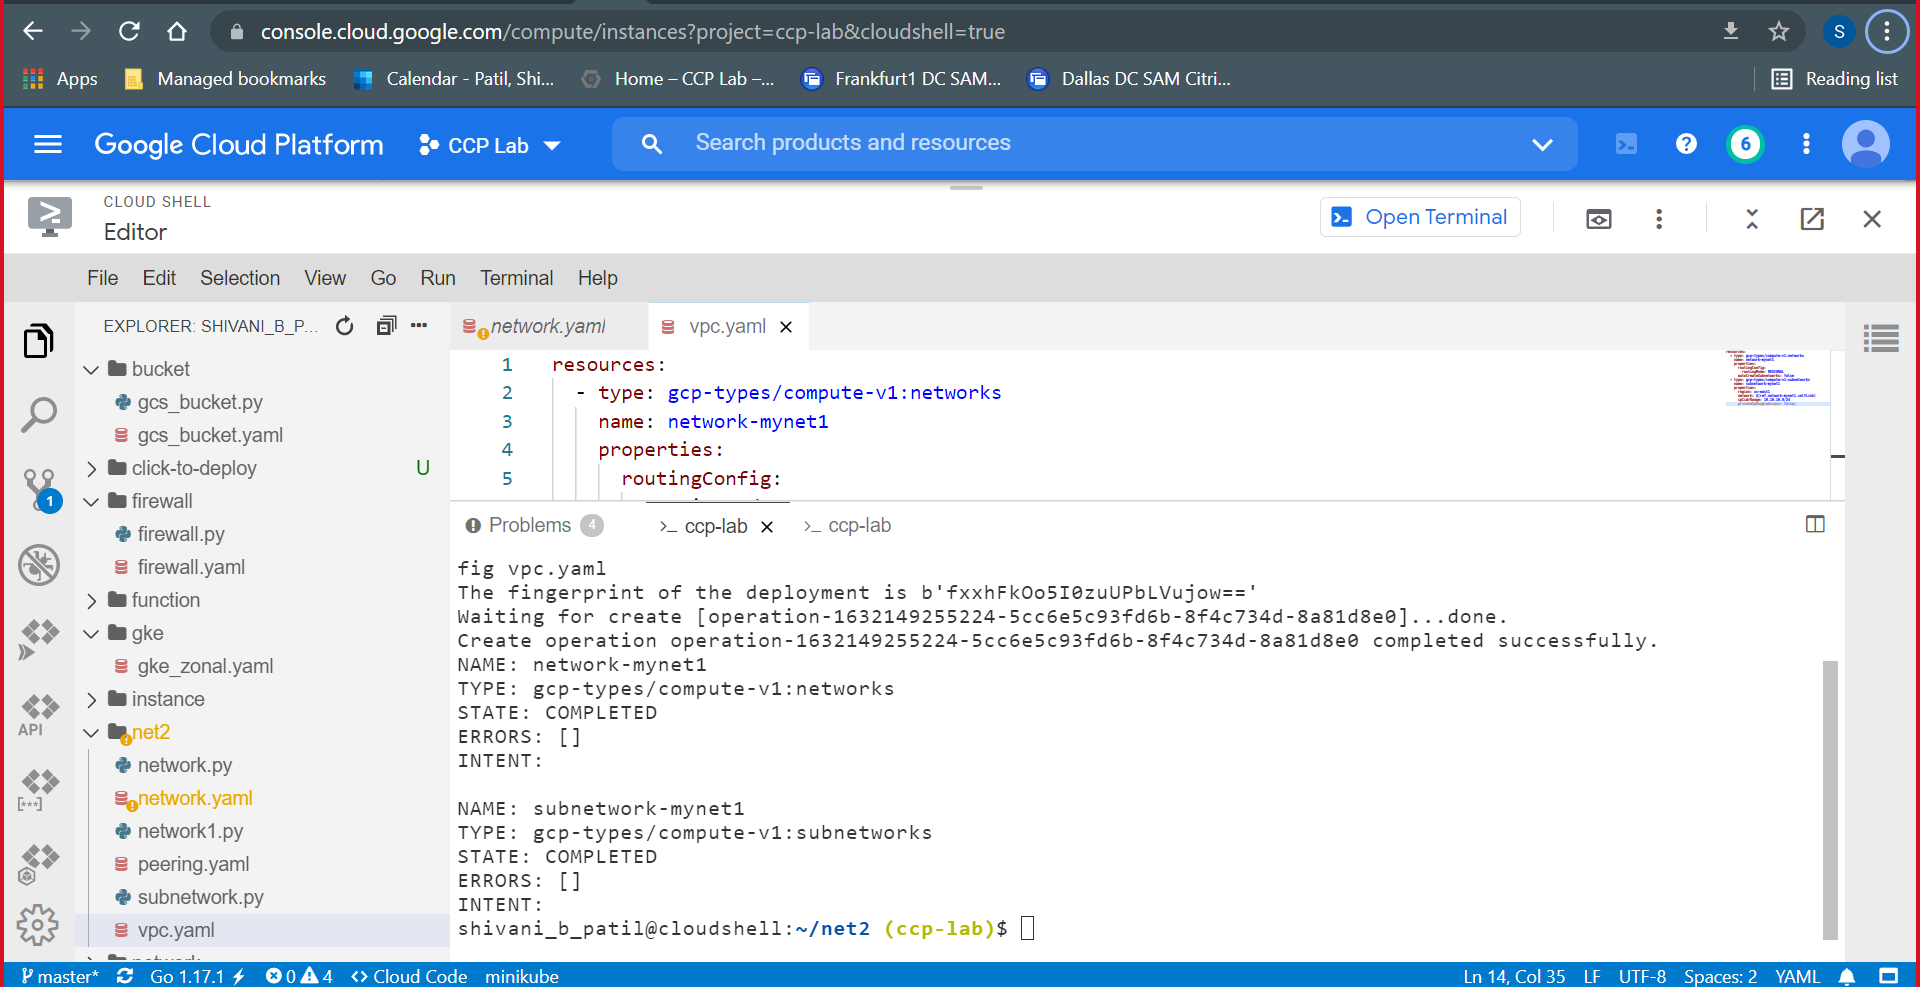 console.cloud.google.com/compute/instances?project=ccp-lab&cloudshell=true
S
Apps
Managed bookmarks
Calendar - Patil, Shi...
Home – CCP Lab –...
Frankfurt1 DC SAM...
Dallas DC SAM Citri...
Reading list
Google Cloud Platform
CCP Lab
Search products and resources
6
CLOUD SHELL
Editor
Open Terminal
File Edit Selection View Go Run Terminal Help
EXPLORER: SHIVANI_B_P...
bucket
gcs_bucket.py
gcs_bucket.yaml
click-to-deploy U
firewall
firewall.py
firewall.yaml
function
gke
gke_zonal.yaml
instance
net2
network.py
network.yaml
network1.py
peering.yaml
subnetwork.py
vpc.yaml
1
API
[***]
network.yaml
vpc.yaml
1 resources:
2 - type: gcp-types/compute-v1:networks
3 name: network-mynet1
4 properties:
5 routingConfig:
Problems 4
>_ ccp-lab
>_ ccp-lab
fig vpc.yaml
The fingerprint of the deployment is b'fxxhFkOo5I0zuUPbLVujow=='
Waiting for create [operation-1632149255224-5cc6e5c93fd6b-8f4c734d-8a81d8e0]...done.
Create operation operation-1632149255224-5cc6e5c93fd6b-8f4c734d-8a81d8e0 completed successfully.
NAME: network-mynet1
TYPE: gcp-types/compute-v1:networks
STATE: COMPLETED
ERRORS: []
INTENT:
NAME: subnetwork-mynet1
TYPE: gcp-types/compute-v1:subnetworks
STATE: COMPLETED
ERRORS: []
INTENT:
shivani_b_patil@cloudshell:~/net2 (ccp-lab)$
master* Go 1.17.1 0 4 <> Cloud Code minikube
Ln 14, Col 35 LF UTF-8 Spaces: 2 YAML